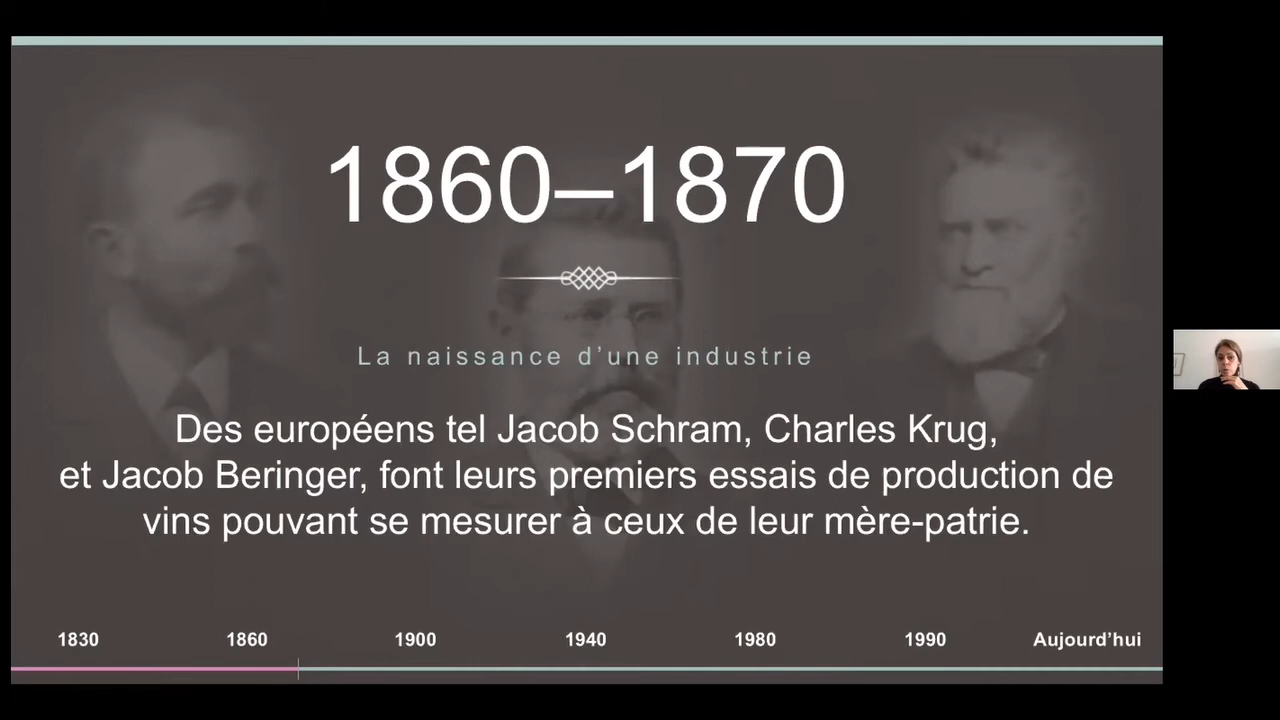 1860–1870
La naissance d’une industrie
Des européens tel Jacob Schram, Charles Krug,
et Jacob Beringer, font leurs premiers essais de production de
vins pouvant se mesurer à ceux de leur mère-patrie.
1830 1860 1900 1940 1980 1990 Aujourd’hui